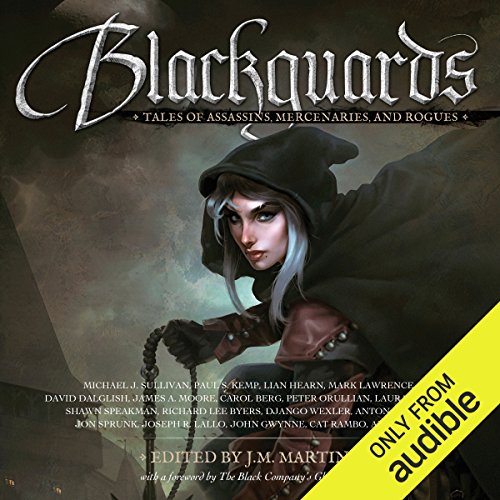 Blackguards
TALES OF ASSASSINS, MERCENARIES, AND ROGUES
MICHAEL J. SULLIVAN, PAUL S. KEMP, LIAN HEARN, MARK LAWRENCE
DAVID DALGLISH, JAMES A. MOORE, CAROL BERG, PETER ORULLIAN, LAURA
SHAWN SPEAKMAN, RICHARD LEE BYERS, DJANGO WEXLER, ANTON
JON SPRUNK, JOSEPH R. LALLO, JOHN GWYNNE, CAT RAMBO,
EDITED BY J.M. MARTIN
with a foreword by The Black Company's
ONLY FROM
audible